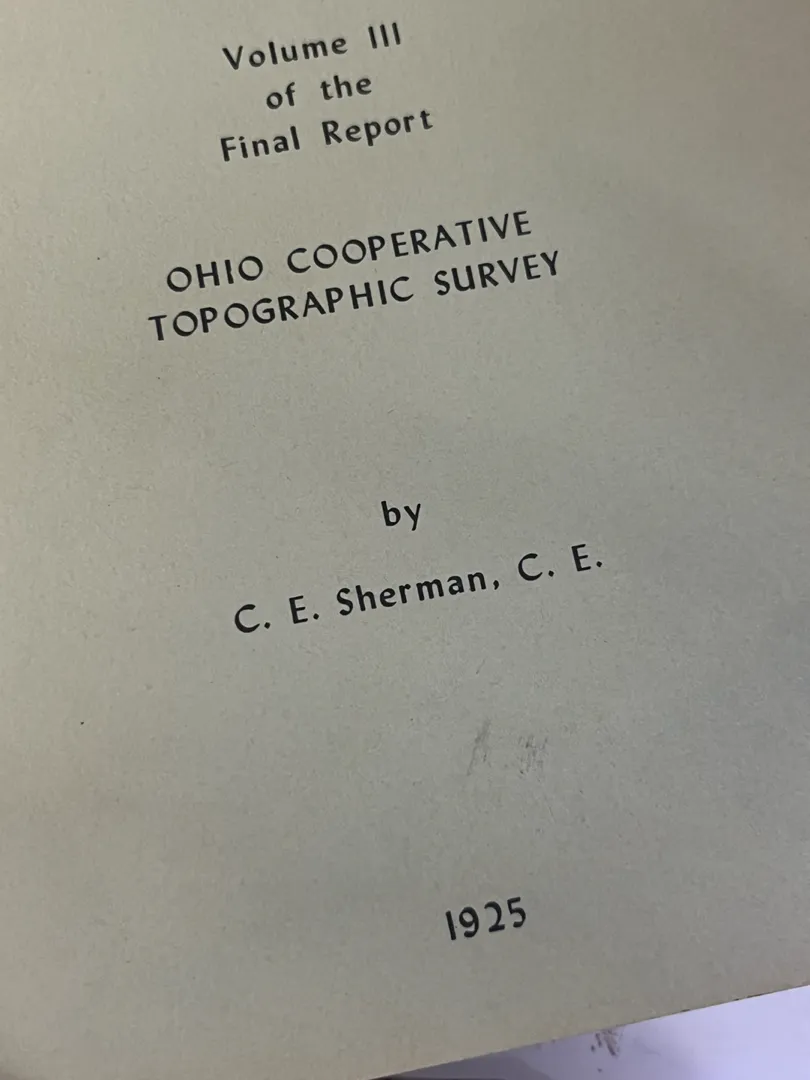 Volume III
of the
Final Report
OHIO COOPERATIVE
TOPOGRAPHIC SURVEY
by
C. E. Sherman, C. E.
1925